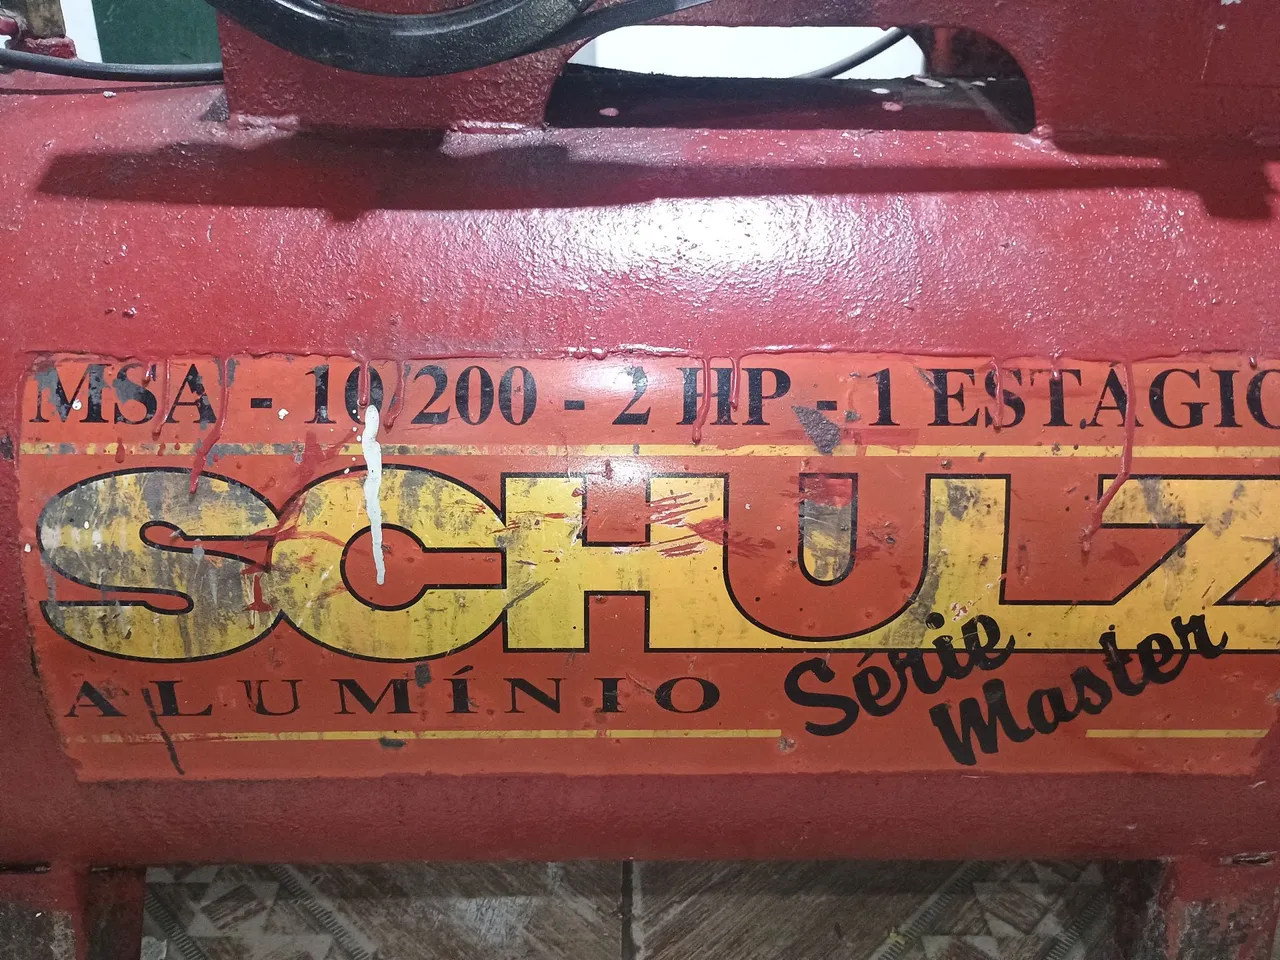 MSA - 10/200 - 2 HP - 1 ESTÁGIO
SCHULZ
ALUMÍNIO
Série
Master